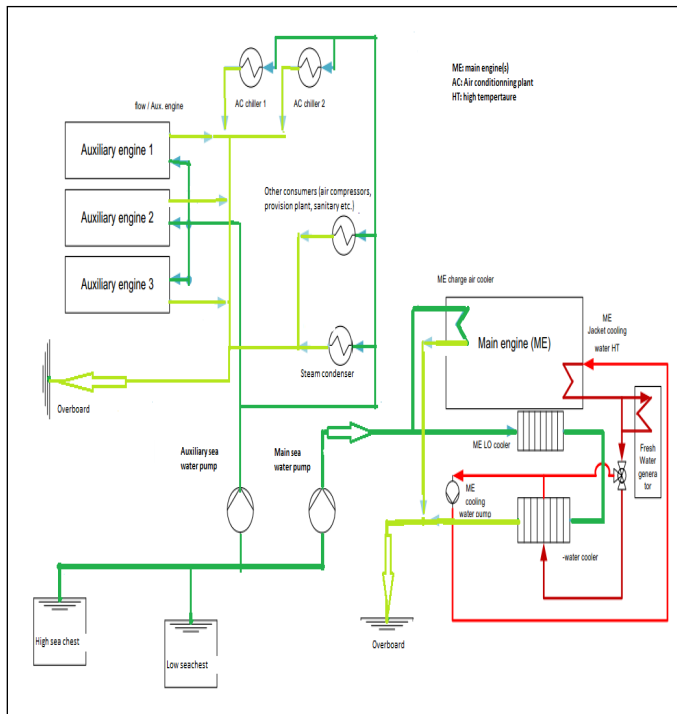 ME: main engine(s)
AC: Air conditionning plant
HT: high tempertaure
AC chiller 1
AC chiller 2
flow / Aux. engine
Auxiliary engine 1
Auxiliary engine 2
Auxiliary engine 3
Other consumers (air compressors,
provision plant, sanitary etc.)
Steam condenser
Overboard
ME charge air cooler
Main engine (ME)
ME
Jacket cooling
water HT
ME LO cooler
Fresh
Water
genera
tor
Auxiliary sea
water pump
Main sea
water pump
ME
cooling
water pump
-water cooler
Overboard
High sea chest
Low seachest